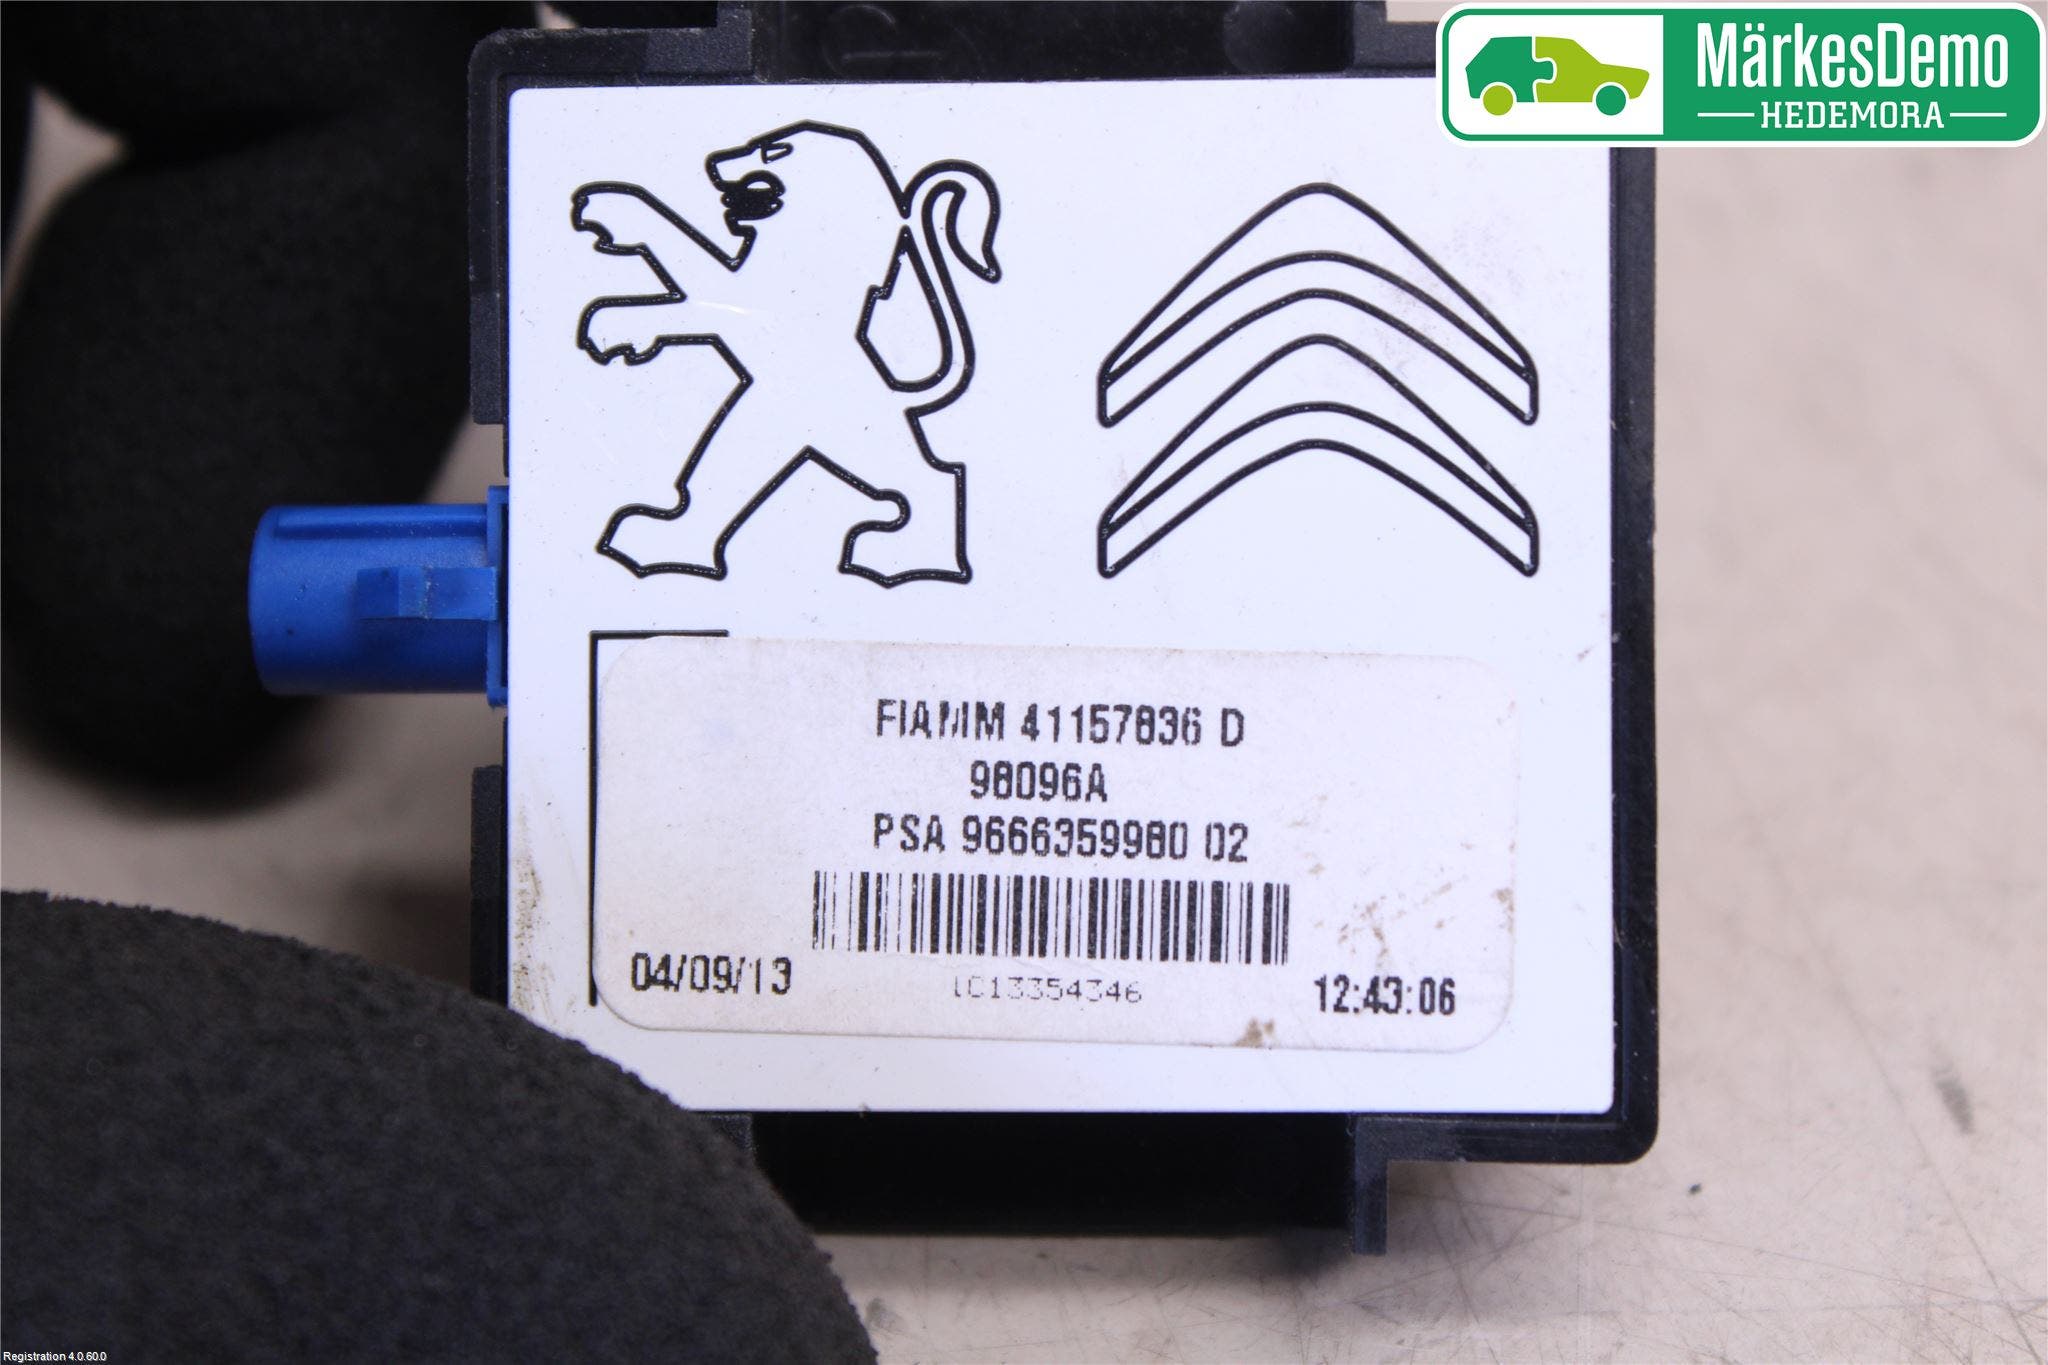 MärkesDemo
HEDEMORA
FIAMM 41157836 D
98096A
PSA 9666359980 02
04/09/13
1C13354346
12:43:06
Registration 4.0.60.0